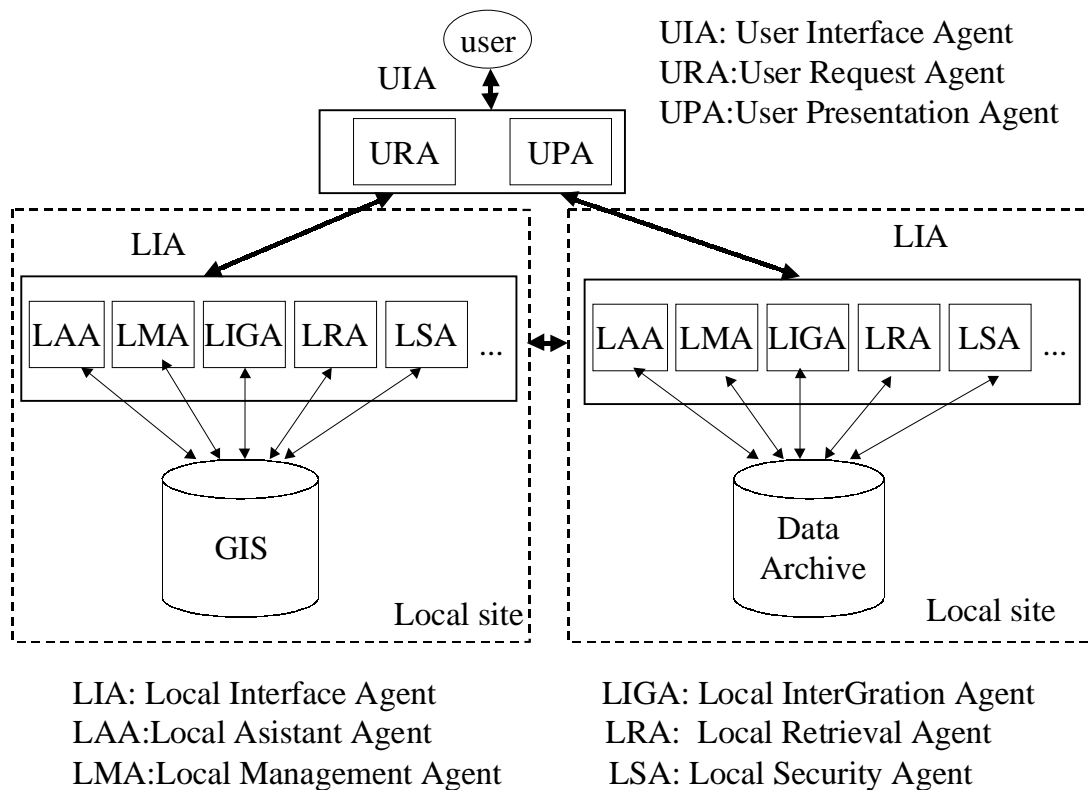 user
UIA
UIA: User Interface Agent
URA:User Request Agent
UPA:User Presentation Agent
URA
UPA
LIA
LAA
LMA
LIGA
LRA
LSA
...
GIS
Local site
LIA
LAA
LMA
LIGA
LRA
LSA
...
Data
Archive
Local site
LIA: Local Interface Agent
LAA:Local Asistant Agent
LMA:Local Management Agent
LIGA: Local InterGration Agent
LRA: Local Retrieval Agent
LSA: Local Security Agent